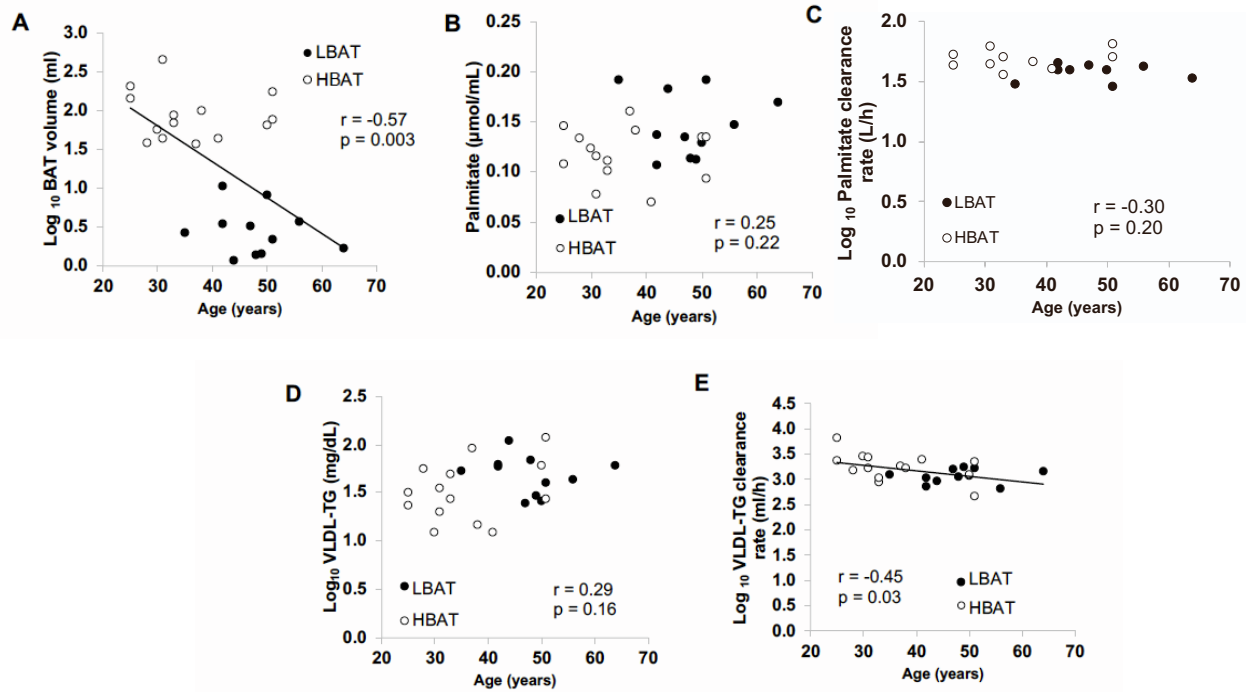 A
Log 10 BAT volume (ml)
3.0
2.5
2.0
1.5
1.0
0.5
0.0
20 30 40 50 60 70
Age (years)
LBAT
HBAT
r = -0.57
p = 0.003
B
Palmitate (µmol/mL)
0.25
0.20
0.15
0.10
0.05
0.00
20 30 40 50 60 70
Age (years)
LBAT
HBAT
r = 0.25
p = 0.22
C
Log 10 Palmitate clearance
rate (L/h)
2.0
1.5
1.0
0.5
0.0
20 30 40 50 60 70
Age (years)
LBAT
HBAT
r = -0.30
p = 0.20
D
Log10 VLDL-TG (mg/dL)
2.5
2.0
1.5
1.0
0.5
0.0
20 30 40 50 60 70
Age (years)
LBAT
HBAT
r = 0.29
p = 0.16
E
Log 10 VLDL-TG clearance
rate (ml/h)
4.5
4.0
3.5
3.0
2.5
2.0
1.5
1.0
0.5
0.0
20 30 40 50 60 70
Age (years)
r = -0.45
p = 0.03
LBAT
HBAT